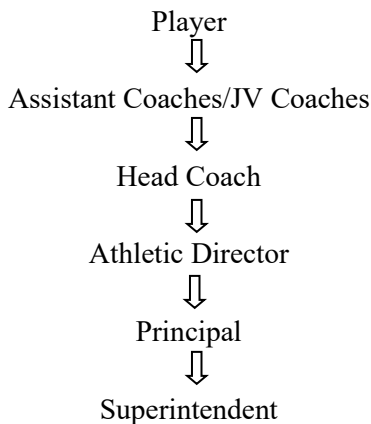 Player
Assistant Coaches/JV Coaches
Head Coach
Athletic Director
Principal
Superintendent